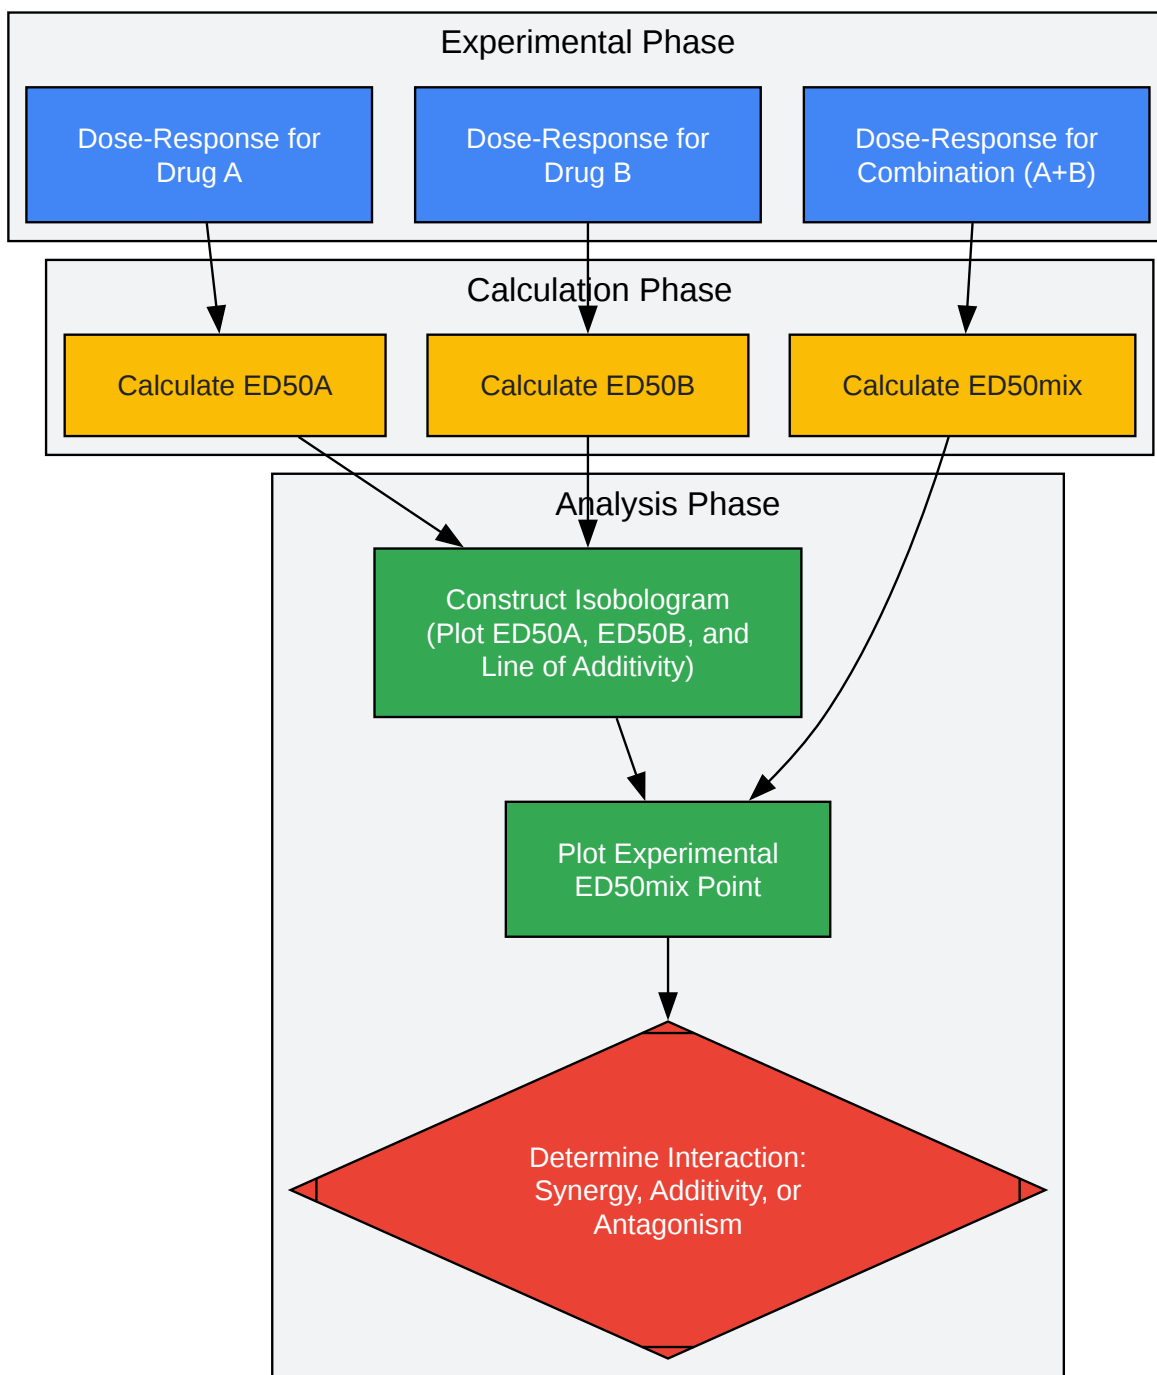 Experimental Phase
Dose-Response for
Drug A
Dose-Response for
Drug B
Dose-Response for
Combination (A+B)
Calculation Phase
Calculate ED50A
Calculate ED50B
Calculate ED50mix
Analysis Phase
Construct Isobologram
(Plot ED50A, ED50B, and
Line of Additivity)
Plot Experimental
ED50mix Point
Determine Interaction:
Synergy, Additivity, or
Antagonism